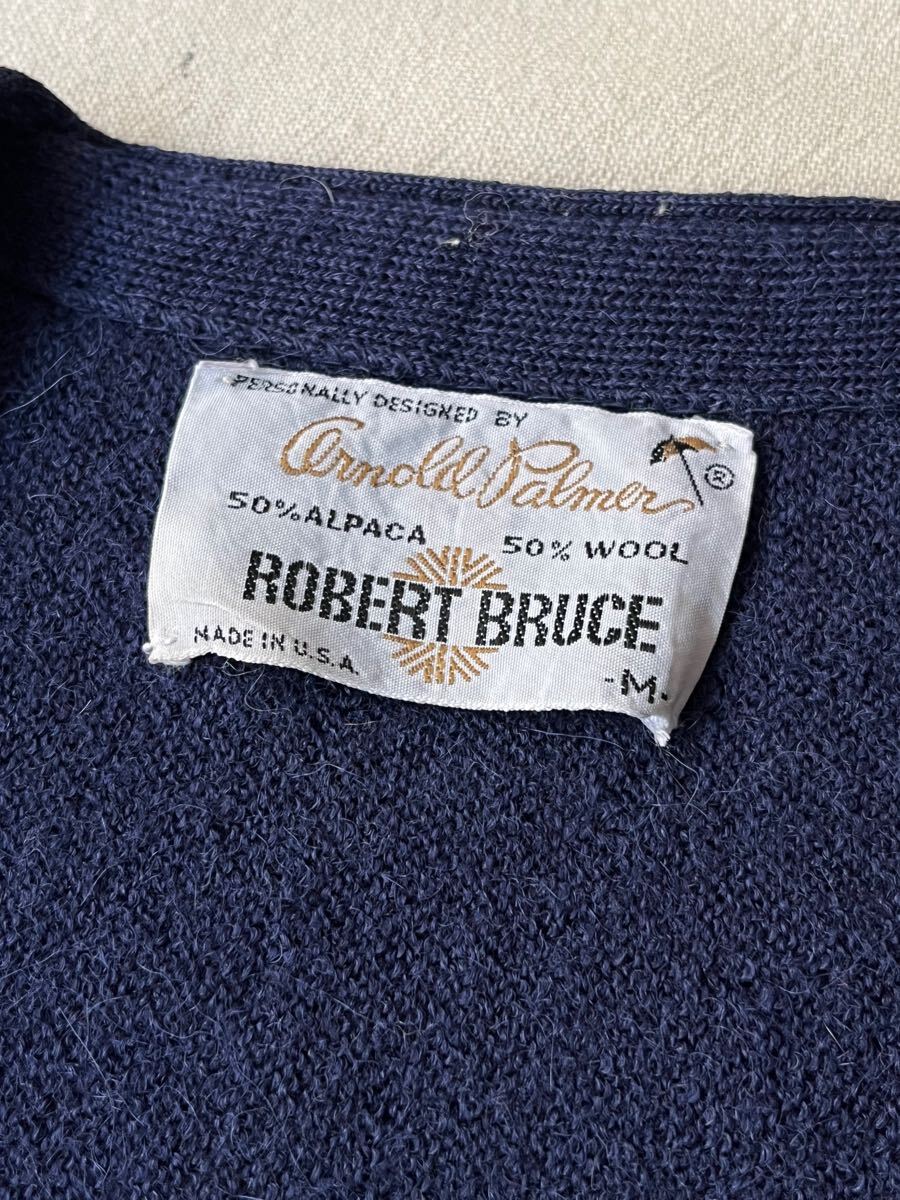 PERSONALLY DESIGNED BY
Arnold Palmer ®
50% ALPACA 50% WOOL
ROBERT BRUCE
MADE IN U.S.A.
-M-